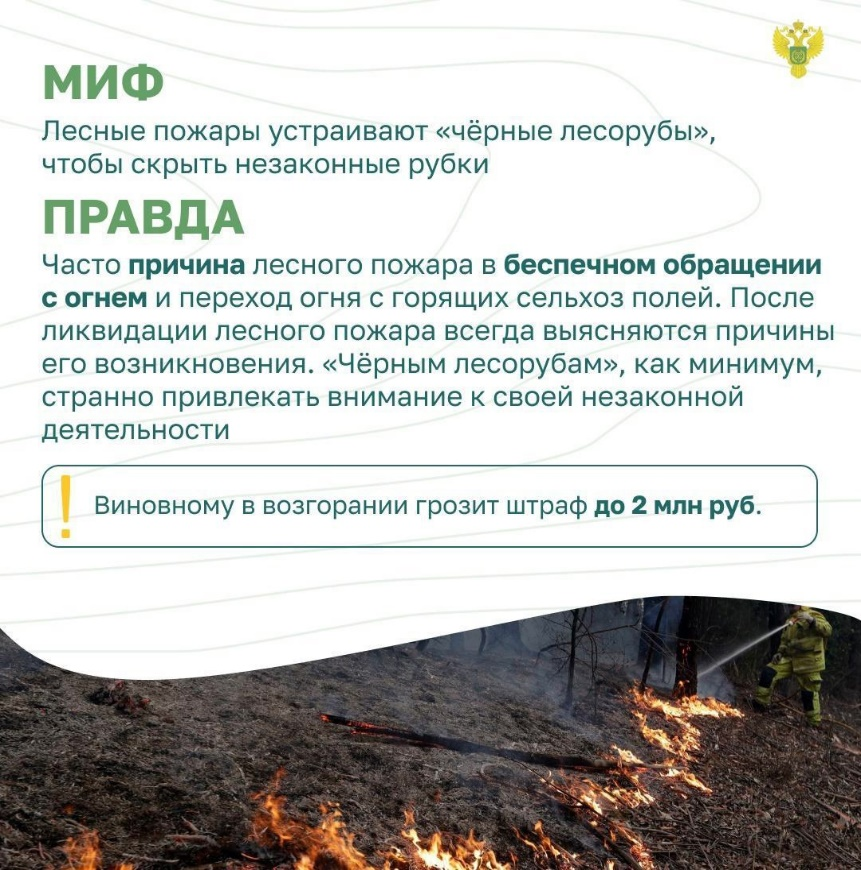 МИФ
Лесные пожары устраивают «чёрные лесорубы»,
чтобы скрыть незаконные рубки
ПРАВДА
Часто причина лесного пожара в беспечном обращении
с огнем и переход огня с горящих сельхоз полей. После
ликвидации лесного пожара всегда выясняются причины
его возникновения. «Чёрным лесорубам», как минимум,
странно привлекать внимание к своей незаконной
деятельности
! Виновному в возгорании грозит штраф до 2 млн руб.